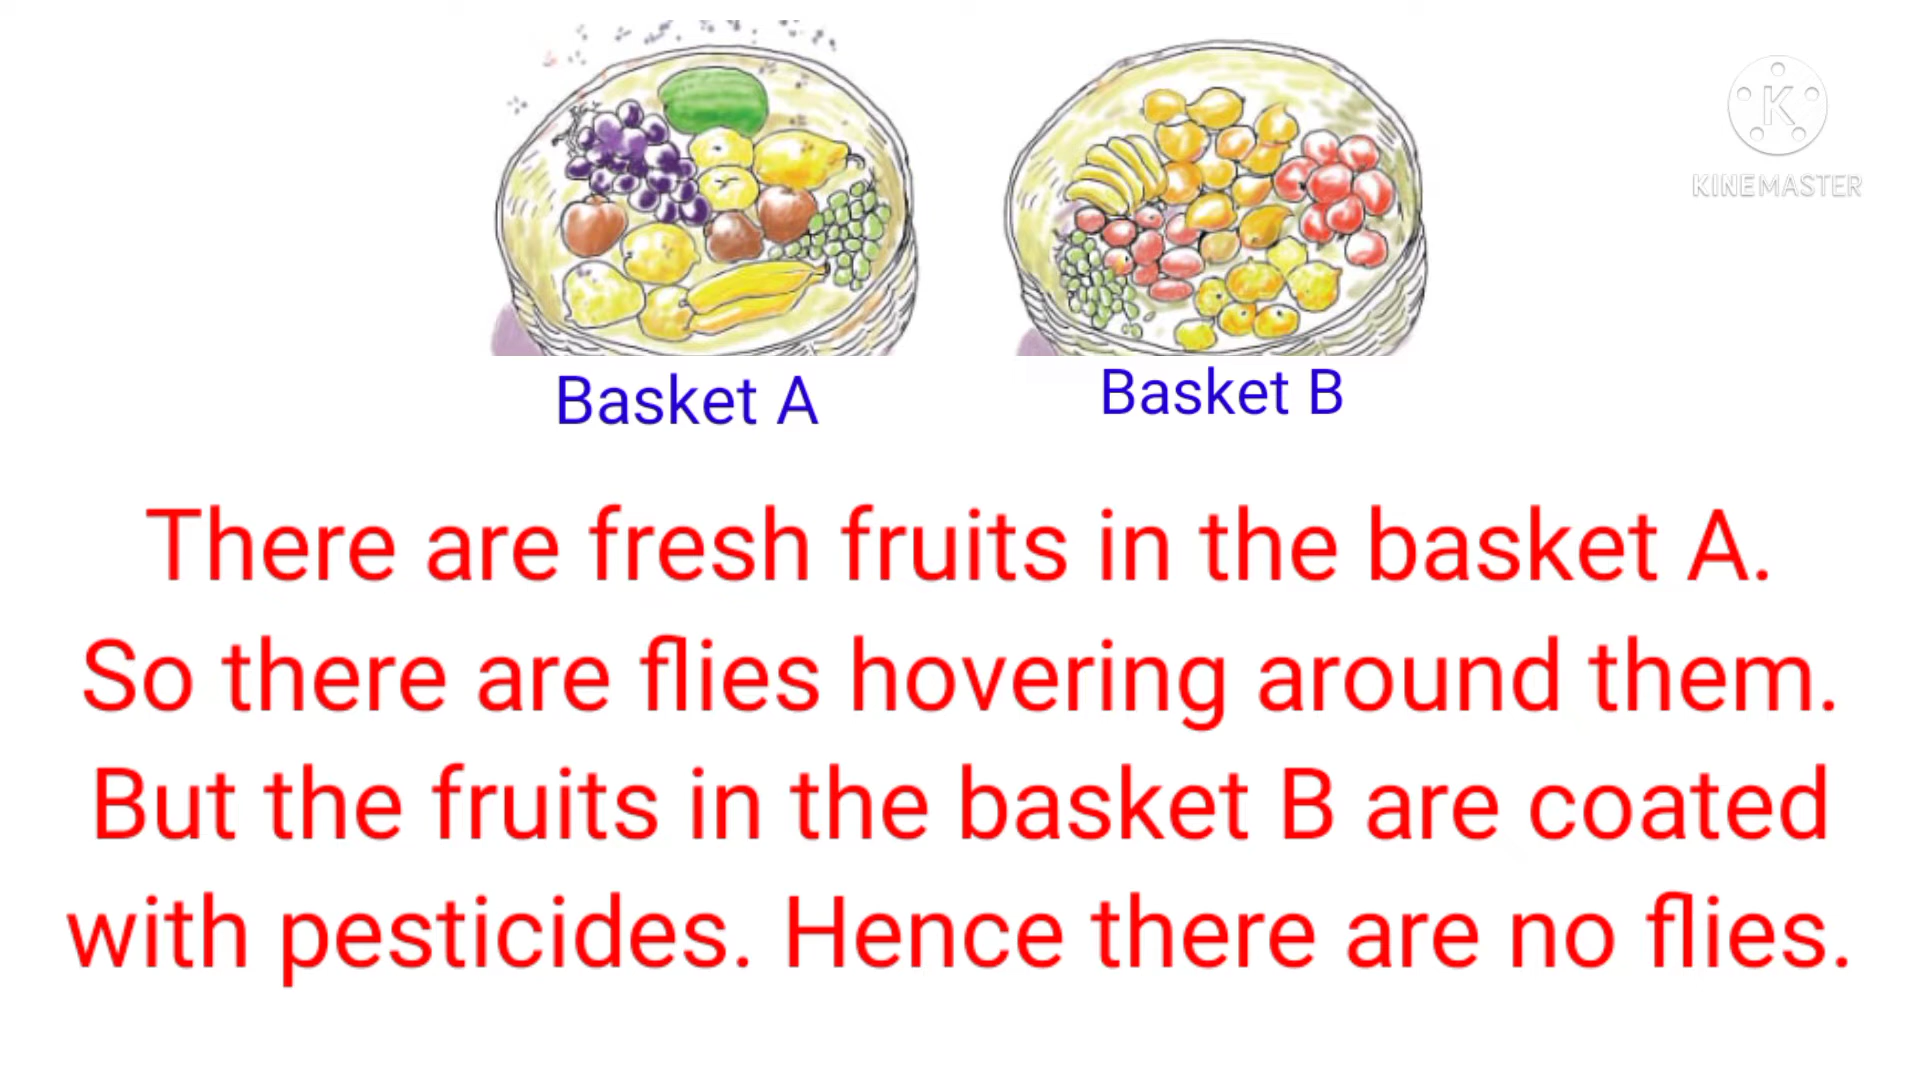 K
KINEMASTER
Basket A
Basket B
There are fresh fruits in the basket A.
So there are flies hovering around them.
But the fruits in the basket B are coated
with pesticides. Hence there are no flies.